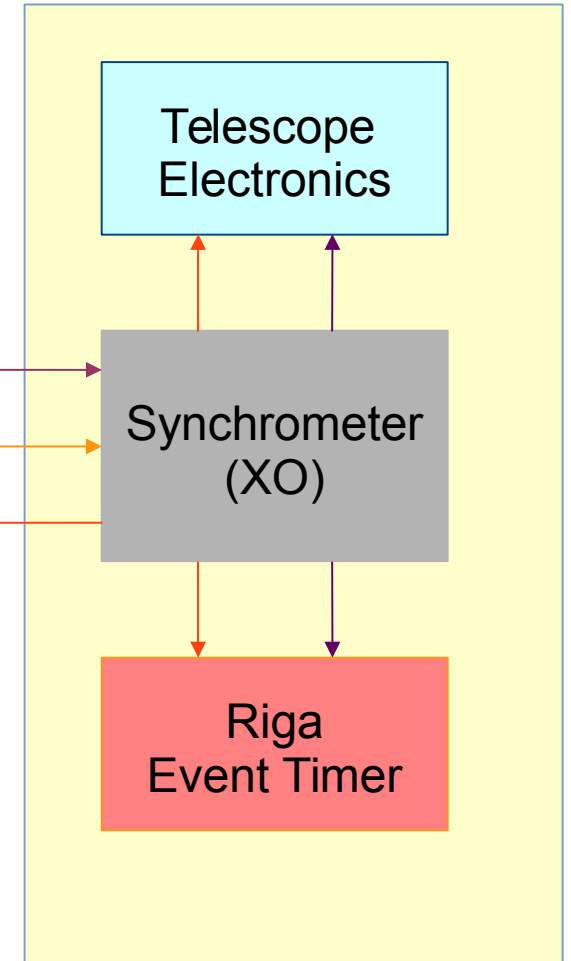 Telescope
Electronics
Synchrometer
(XO)
Riga
Event Timer